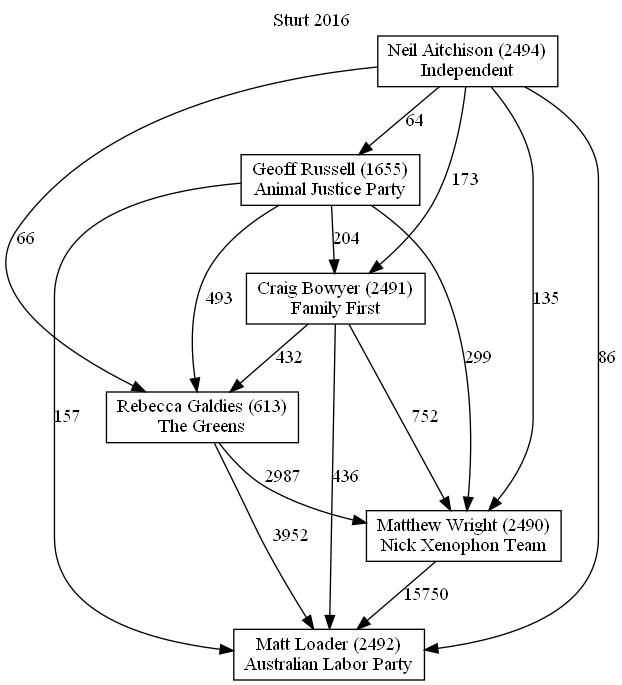 Sturt 2016
Neil Aitchison (2494)
Independent
64
173
Geoff Russell (1655)
Animal Justice Party
66
204
Craig Bowyer (2491)
Family First
493
135
299
86
432
Rebecca Galdies (613)
The Greens
157
752
2987
436
3952
Matthew Wright (2490)
Nick Xenophon Team
15750
Matt Loader (2492)
Australian Labor Party